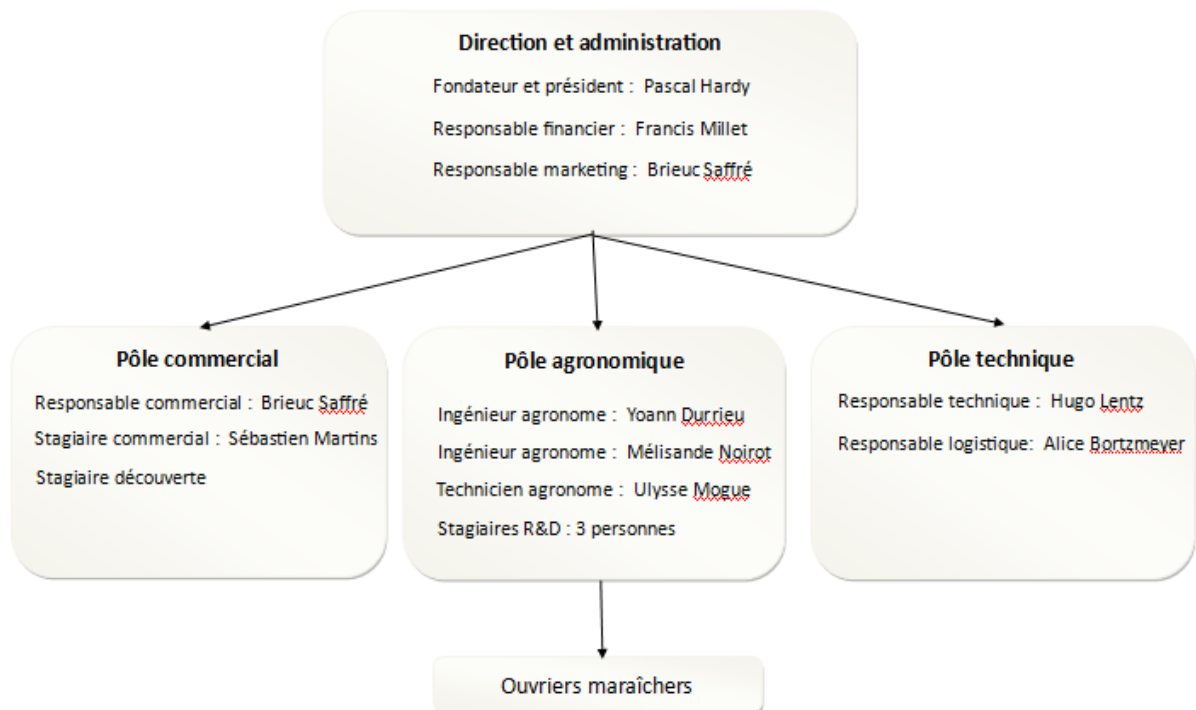 Direction et administration
Fondateur et président : Pascal Hardy
Responsable financier : Francis Millet
Responsable marketing : Brieuc Saffré
Pôle commercial
Responsable commercial : Brieuc Saffré
Stagiaire commercial : Sébastien Martins
Stagiaire découverte
Pôle agronomique
Ingénieur agronome : Yoann Durrieu
Ingénieur agronome : Mélisande Noirot
Technicien agronome : Ulysse Mogue
Stagiaires R&D : 3 personnes
Pôle technique
Responsable technique : Hugo Lentz
Responsable logistique: Alice Bortzmeyer
Ouvriers maraîchers